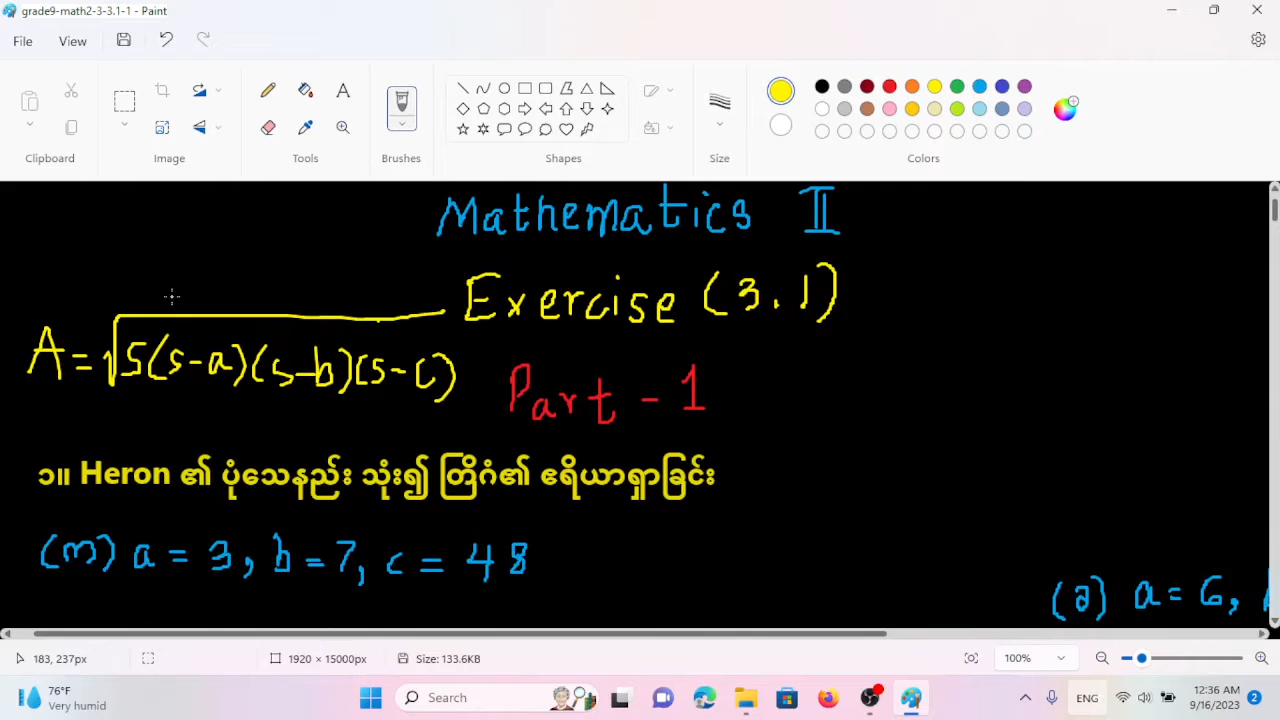 grade9-math2-3-3.1-1 - Paint
File View
Clipboard Image Tools Brushes Shapes Size Colors
Mathematics II
Exercise (3.1)
A=√s(s-a)(s-b)(s-c)
Part - 1
၁။ Heron ၏ ပုံသေနည်း သုံး၍ တြိဂံ၏ ဧရိယာရှာခြင်း
(က) a = 3, b = 7, c = 48
(ခ) a = 6,
183, 237px
1920 × 15000px
Size: 133.6KB
100%
76°F
Very humid
Search
ENG
12:36 AM
9/16/2023
2